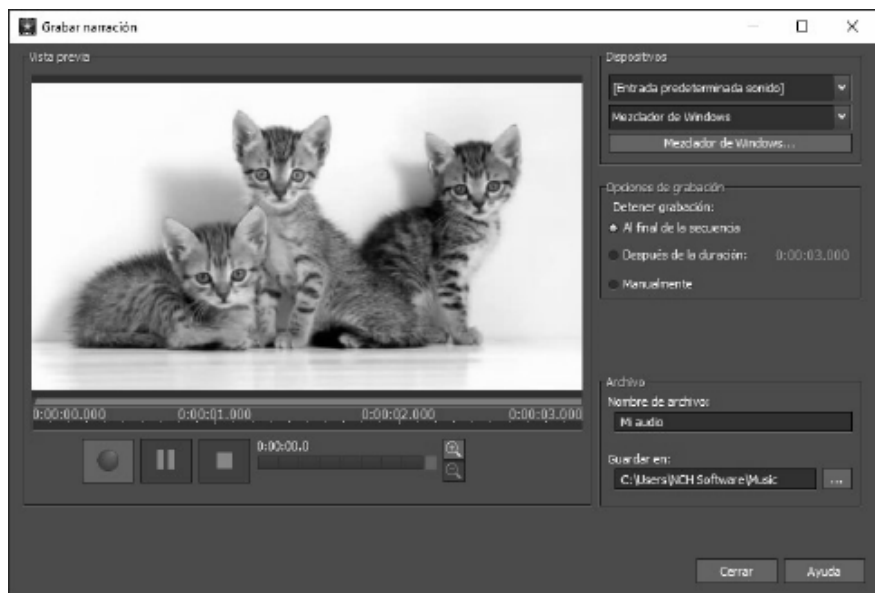 Grabar narración
Vista previa
0:00:00.000 0:00:01.000 0:00:02.000 0:00:03.000
0:00:00.0
Dispositivos
[Entrada predeterminada sonido]
Mezclador de Windows
Mezclador de Windows...
Opciones de grabación
Detener grabación:
Al final de la secuencia
Después de la duración: 0:00:03.000
Manualmente
Archivo
Nombre de archivo:
Mi audio
Guardar en:
C:\Users\NCH Software\Music ...
Cerrar Ayuda